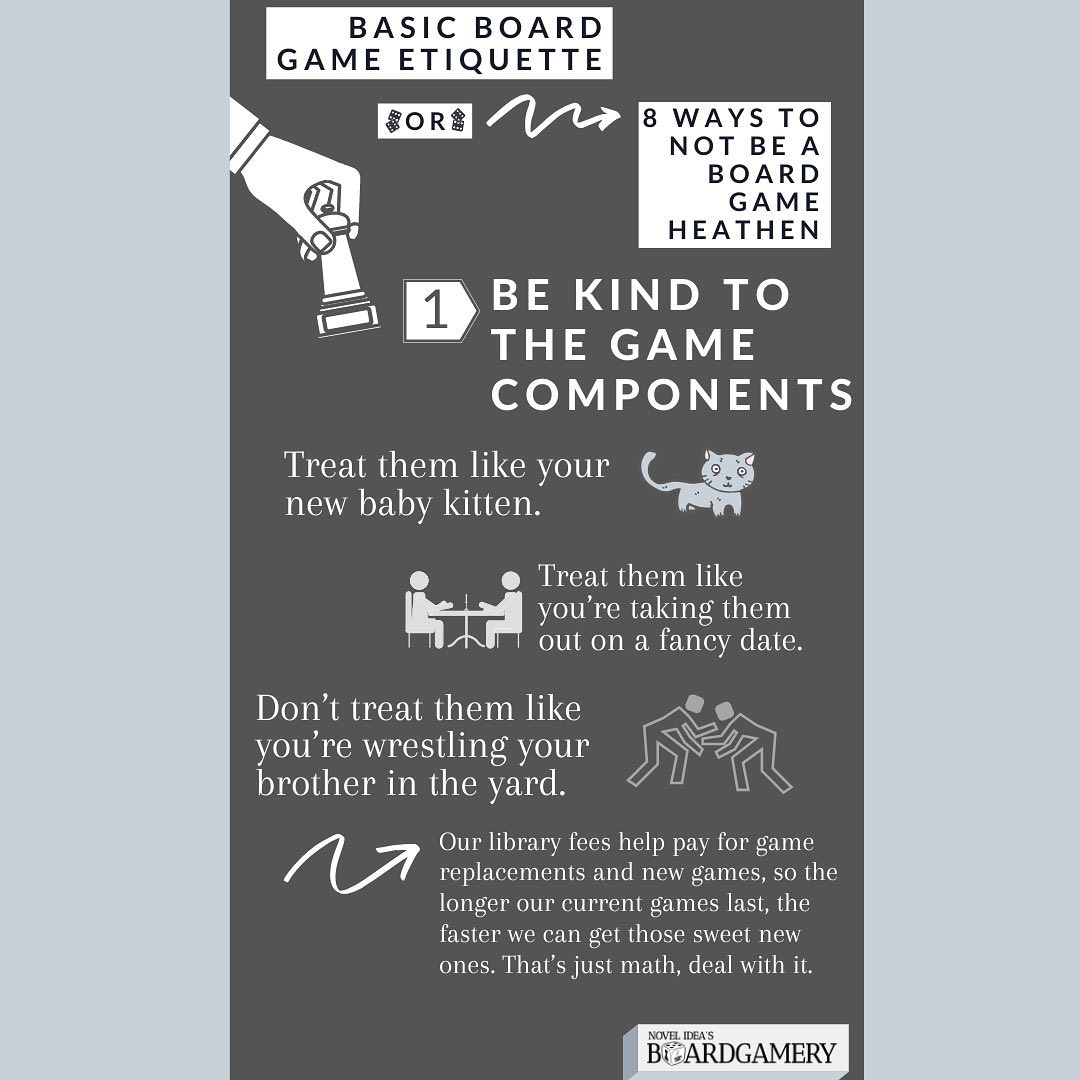 BASIC BOARD
GAME ETIQUETTE
OR
8 WAYS TO
NOT BE A
BOARD
GAME
HEATHEN
1
BE KIND TO
THE GAME
COMPONENTS
Treat them like your
new baby kitten.
Treat them like
you're taking them
out on a fancy date.
Don't treat them like
you're wrestling your
brother in the yard.
Our library fees help pay for game
replacements and new games, so the
longer our current games last, the
faster we can get those sweet new
ones. That's just math, deal with it.
NOVEL IDEA'S
BOARDGAMERY